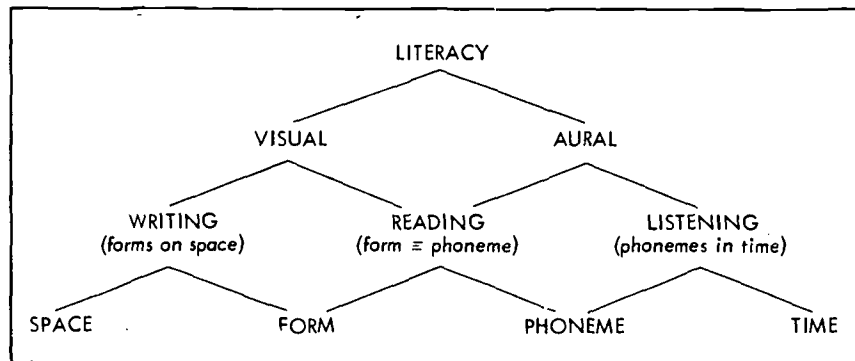 LITERACY
VISUAL AURAL
WRITING READING LISTENING
(forms on space) (form ≡ phoneme) (phonemes in time)
SPACE FORM PHONEME TIME